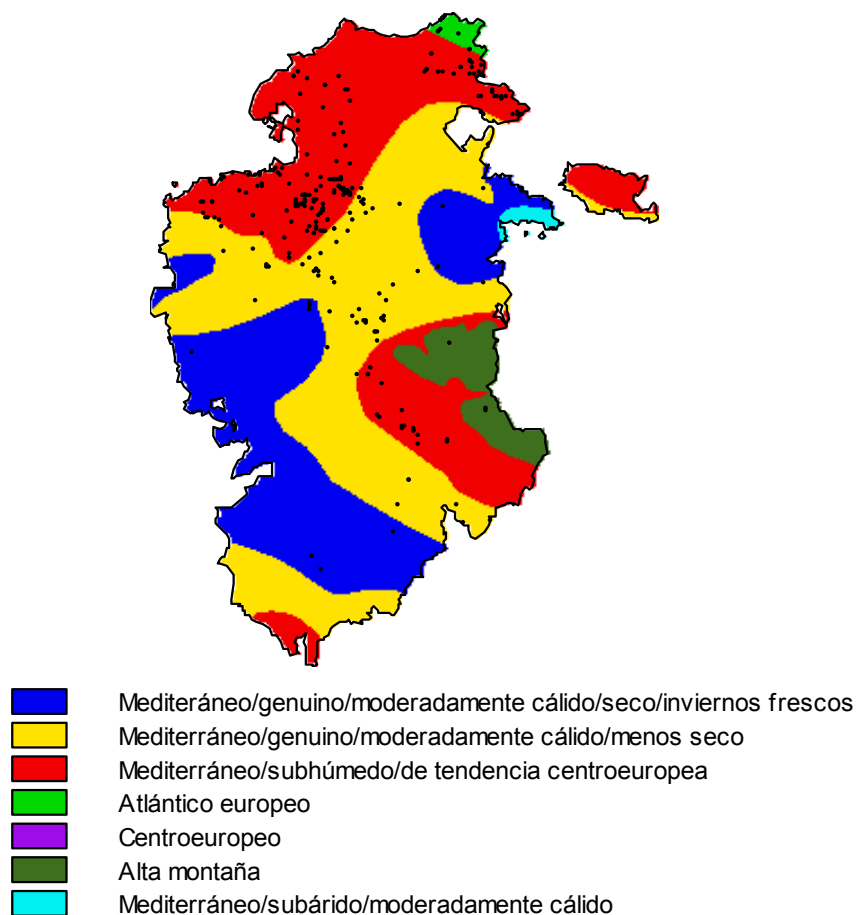 Mediteráneo/genuino/moderadamente cálido/seco/inviernos frescos
Mediterráneo/genuino/moderadamente cálido/menos seco
Mediterráneo/subhúmedo/de tendencia centroeuropea
Atlántico europeo
Centroeuropeo
Alta montaña
Mediterráneo/subárido/moderadamente cálido